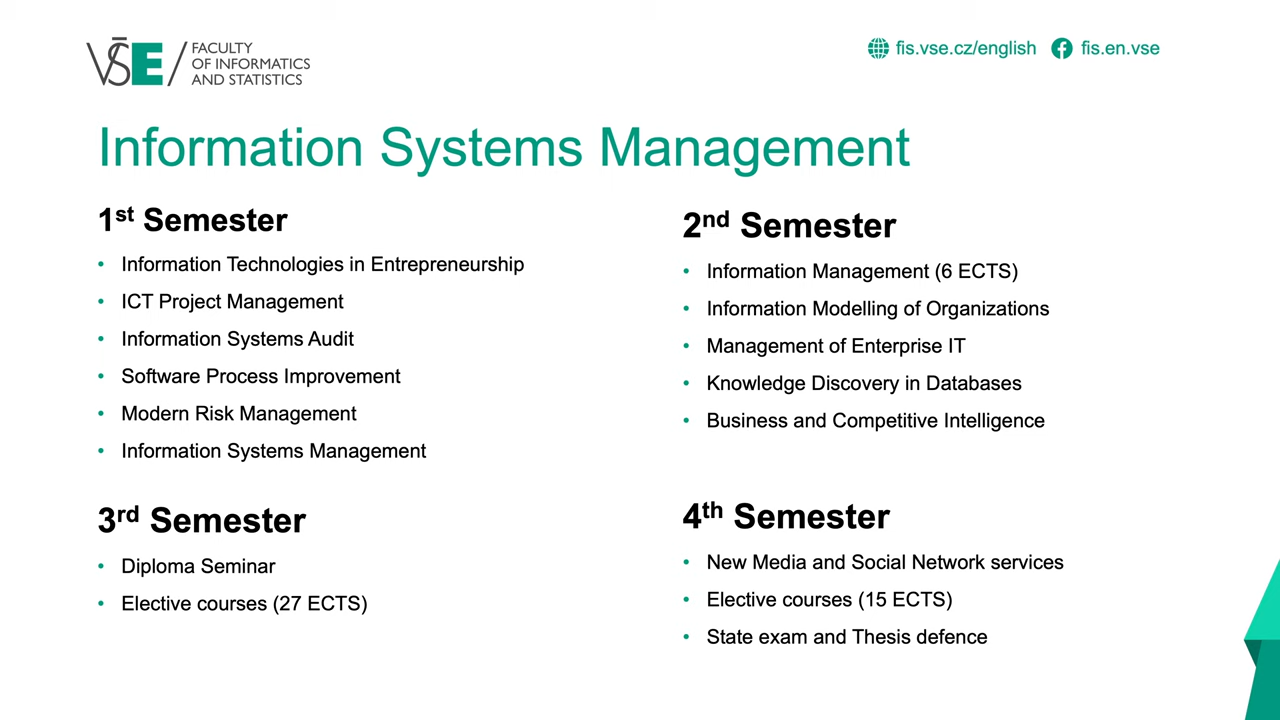 VŠE
FACULTY
OF INFORMATICS
AND STATISTICS
fis.vse.cz/english
fis.en.vse
Information Systems Management
1st Semester
• Information Technologies in Entrepreneurship
• ICT Project Management
• Information Systems Audit
• Software Process Improvement
• Modern Risk Management
• Information Systems Management
2nd Semester
• Information Management (6 ECTS)
• Information Modelling of Organizations
• Management of Enterprise IT
• Knowledge Discovery in Databases
• Business and Competitive Intelligence
3rd Semester
• Diploma Seminar
• Elective courses (27 ECTS)
4th Semester
• New Media and Social Network services
• Elective courses (15 ECTS)
• State exam and Thesis defence